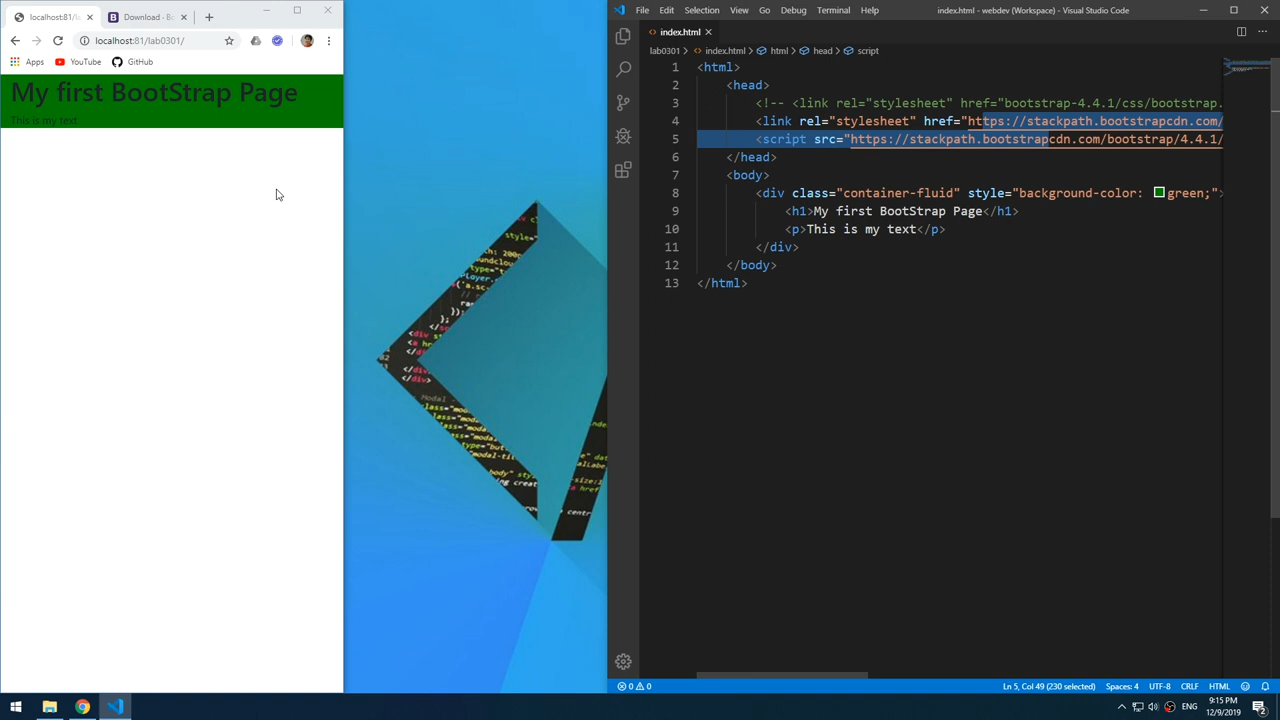 localhost:81/la
Download - Bo
localhost:81/lab0301/
Apps
YouTube
GitHub
My first BootStrap Page
This is my text
File Edit Selection View Go Debug Terminal Help
index.html - webdev (Workspace) - Visual Studio Code
index.html
lab0301 > index.html > html > head > script
1 <html>
2 <head>
3 <!-- <link rel="stylesheet" href="bootstrap-4.4.1/css/bootstrap.
4 <link rel="stylesheet" href="https://stackpath.bootstrapcdn.com/
5 <script src="https://stackpath.bootstrapcdn.com/bootstrap/4.4.1/
6 </head>
7 <body>
8 <div class="container-fluid" style="background-color: green;">
9 <h1>My first BootStrap Page</h1>
10 <p>This is my text</p>
11 </div>
12 </body>
13 </html>
0 0
Ln 5, Col 49 (230 selected)
Spaces: 4
UTF-8
CRLF
HTML
ENG
9:15 PM
12/9/2019
2